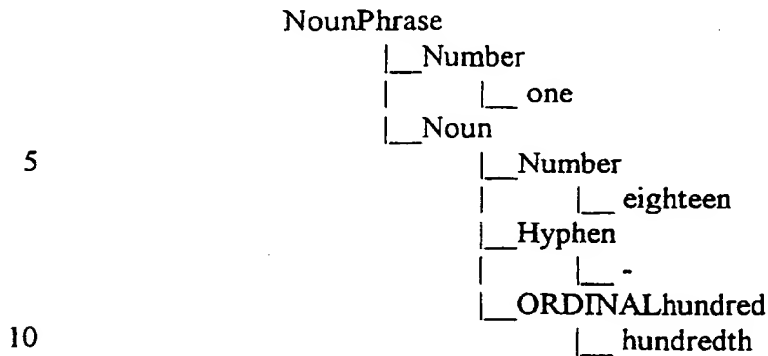 NounPhrase
|__Number
| |__ one
|__Noun
5 |__Number
| |__ eighteen
|__Hyphen
| |__ -
|__ORDINALhundred
10 |__ hundredth